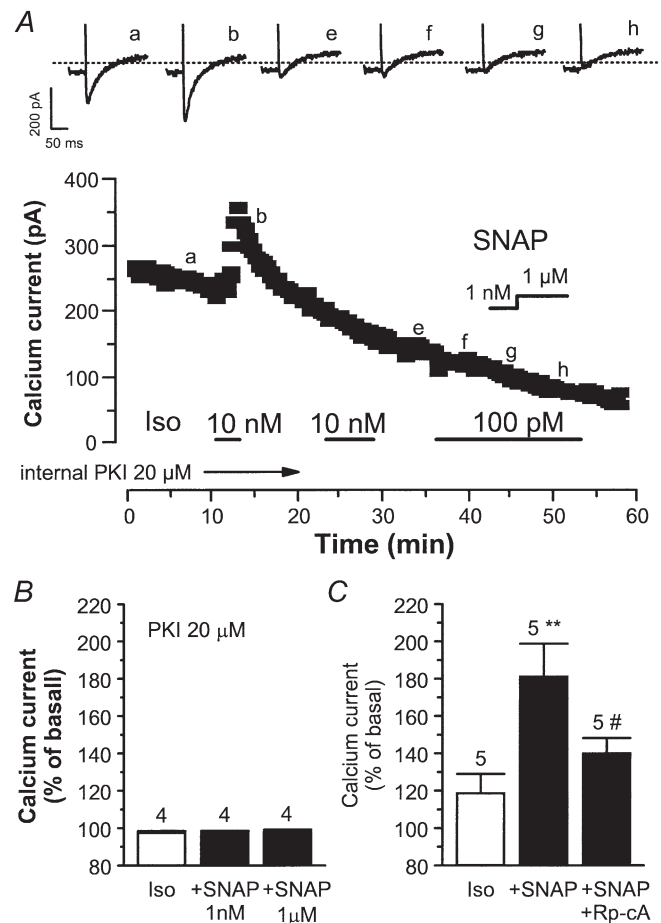 A
a b e f g h
200 pA
50 ms
Calcium current (pA)
400
300
200
100
0
a
b
e
f
g
h
SNAP
1 nM
1 µM
Iso
10 nM
10 nM
100 pM
internal PKI 20 µM
0 10 20 30 40 50 60
Time (min)
B
Calcium current
(% of basall)
220
200
180
160
140
120
100
80
PKI 20 µM
4 4 4
Iso +SNAP +SNAP
1nM 1µM
C
Calcium current
(% of basal)
220
200
180
160
140
120
100
80
5
5 **
5 #
Iso +SNAP +SNAP
+Rp-cA